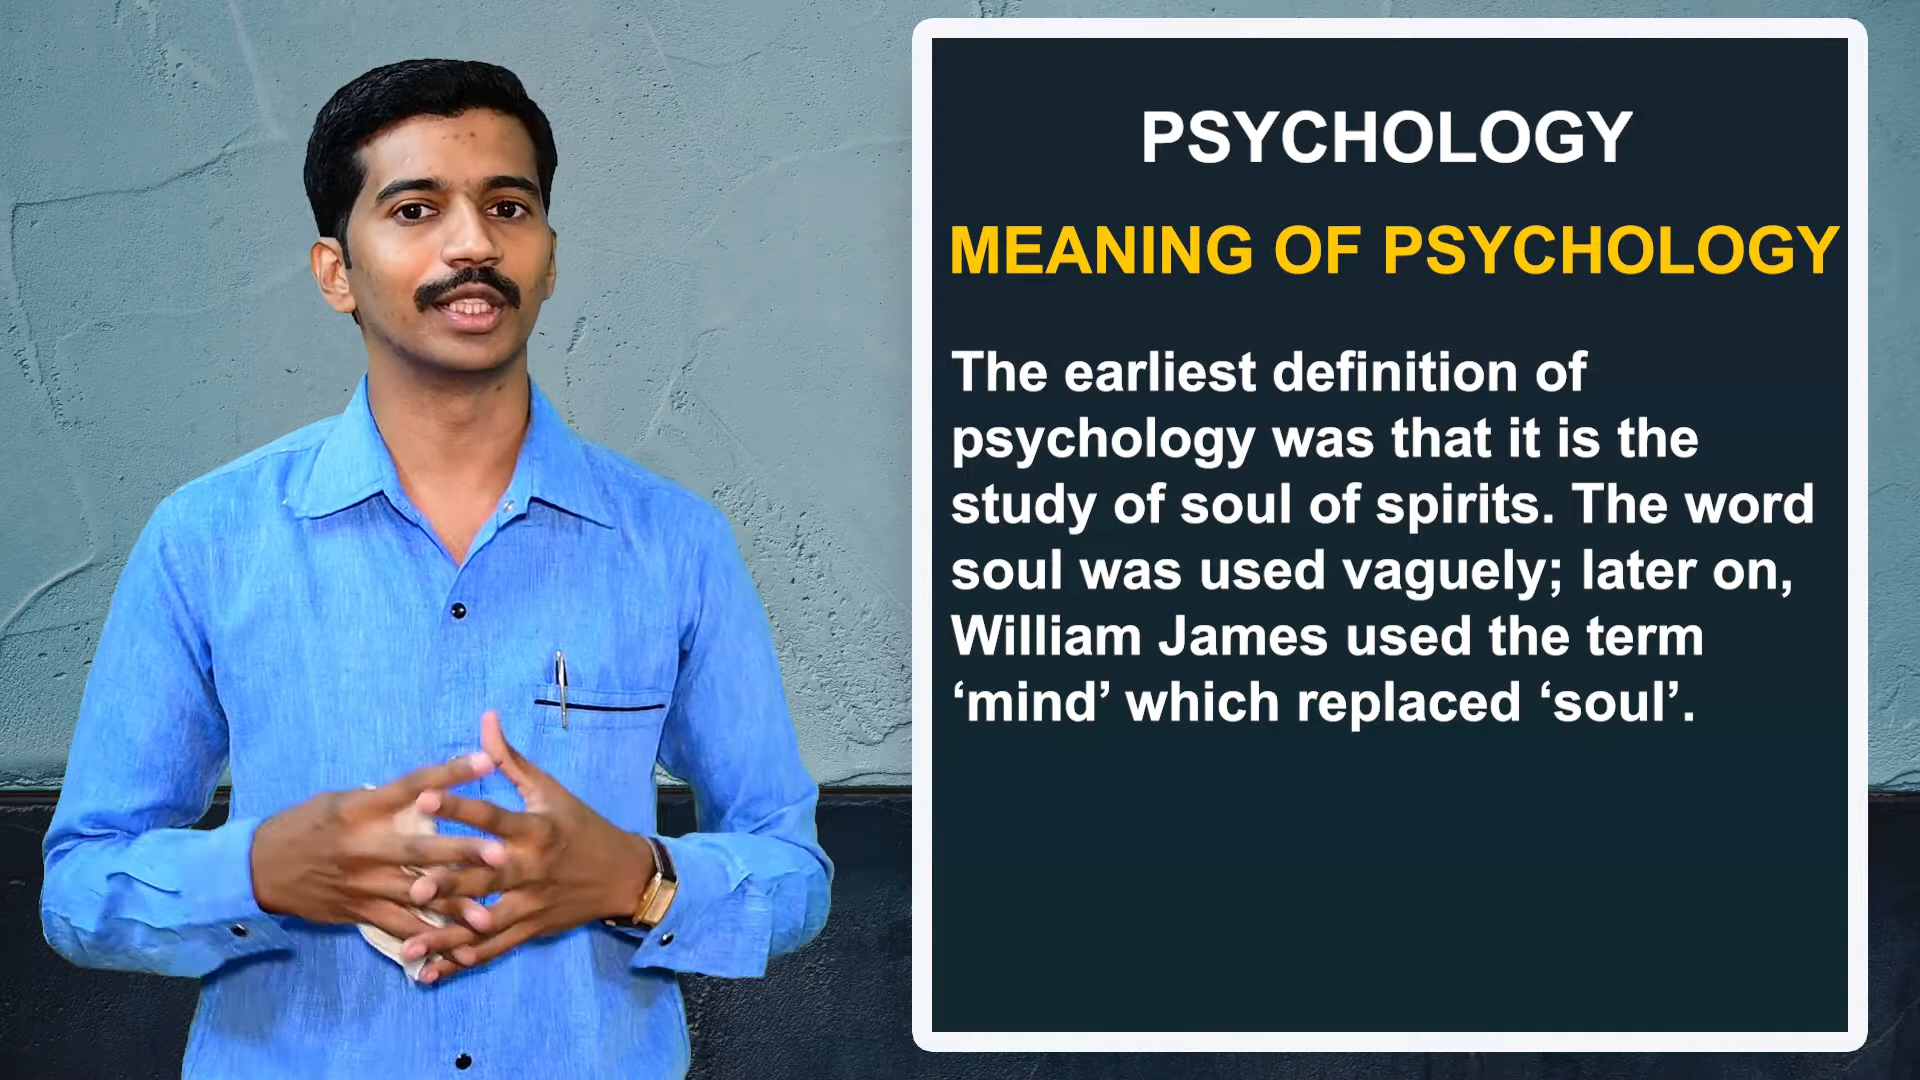 PSYCHOLOGY
MEANING OF PSYCHOLOGY
The earliest definition of
psychology was that it is the
study of soul of spirits. The word
soul was used vaguely; later on,
William James used the term
‘mind’ which replaced ‘soul’.